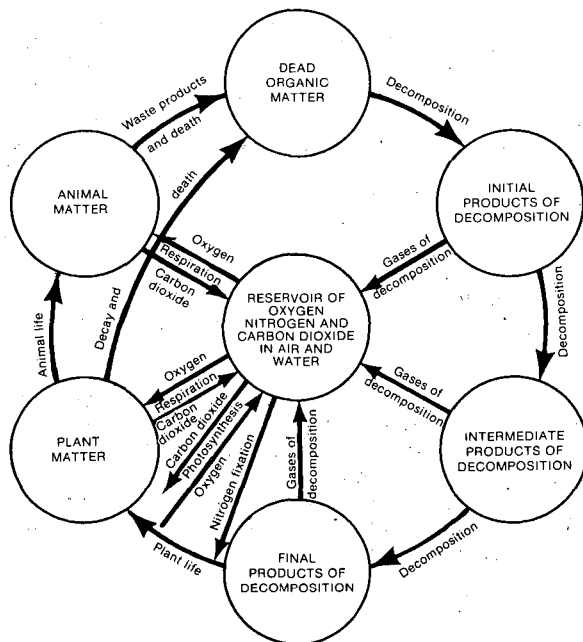 DEAD
ORGANIC
MATTER
Waste products
and death
Decomposition
ANIMAL
MATTER
death
INITIAL
PRODUCTS OF
DECOMPOSITION
Oxygen
Respiration
Carbon
dioxide
Gases of
decomposition
RESERVOIR OF
OXYGEN
NITROGEN AND
CARBON DIOXIDE
IN AIR AND
WATER
Decomposition
Animal life
Decay and
Oxygen
Respiration
Carbon
dioxide
Carbon dioxide
Photosynthesis
Oxygen
Nitrogen fixation
Gases of
decomposition
Gases of
decomposition
PLANT
MATTER
INTERMEDIATE
PRODUCTS OF
DECOMPOSITION
Plant life
FINAL
PRODUCTS OF
DECOMPOSITION
Decomposition